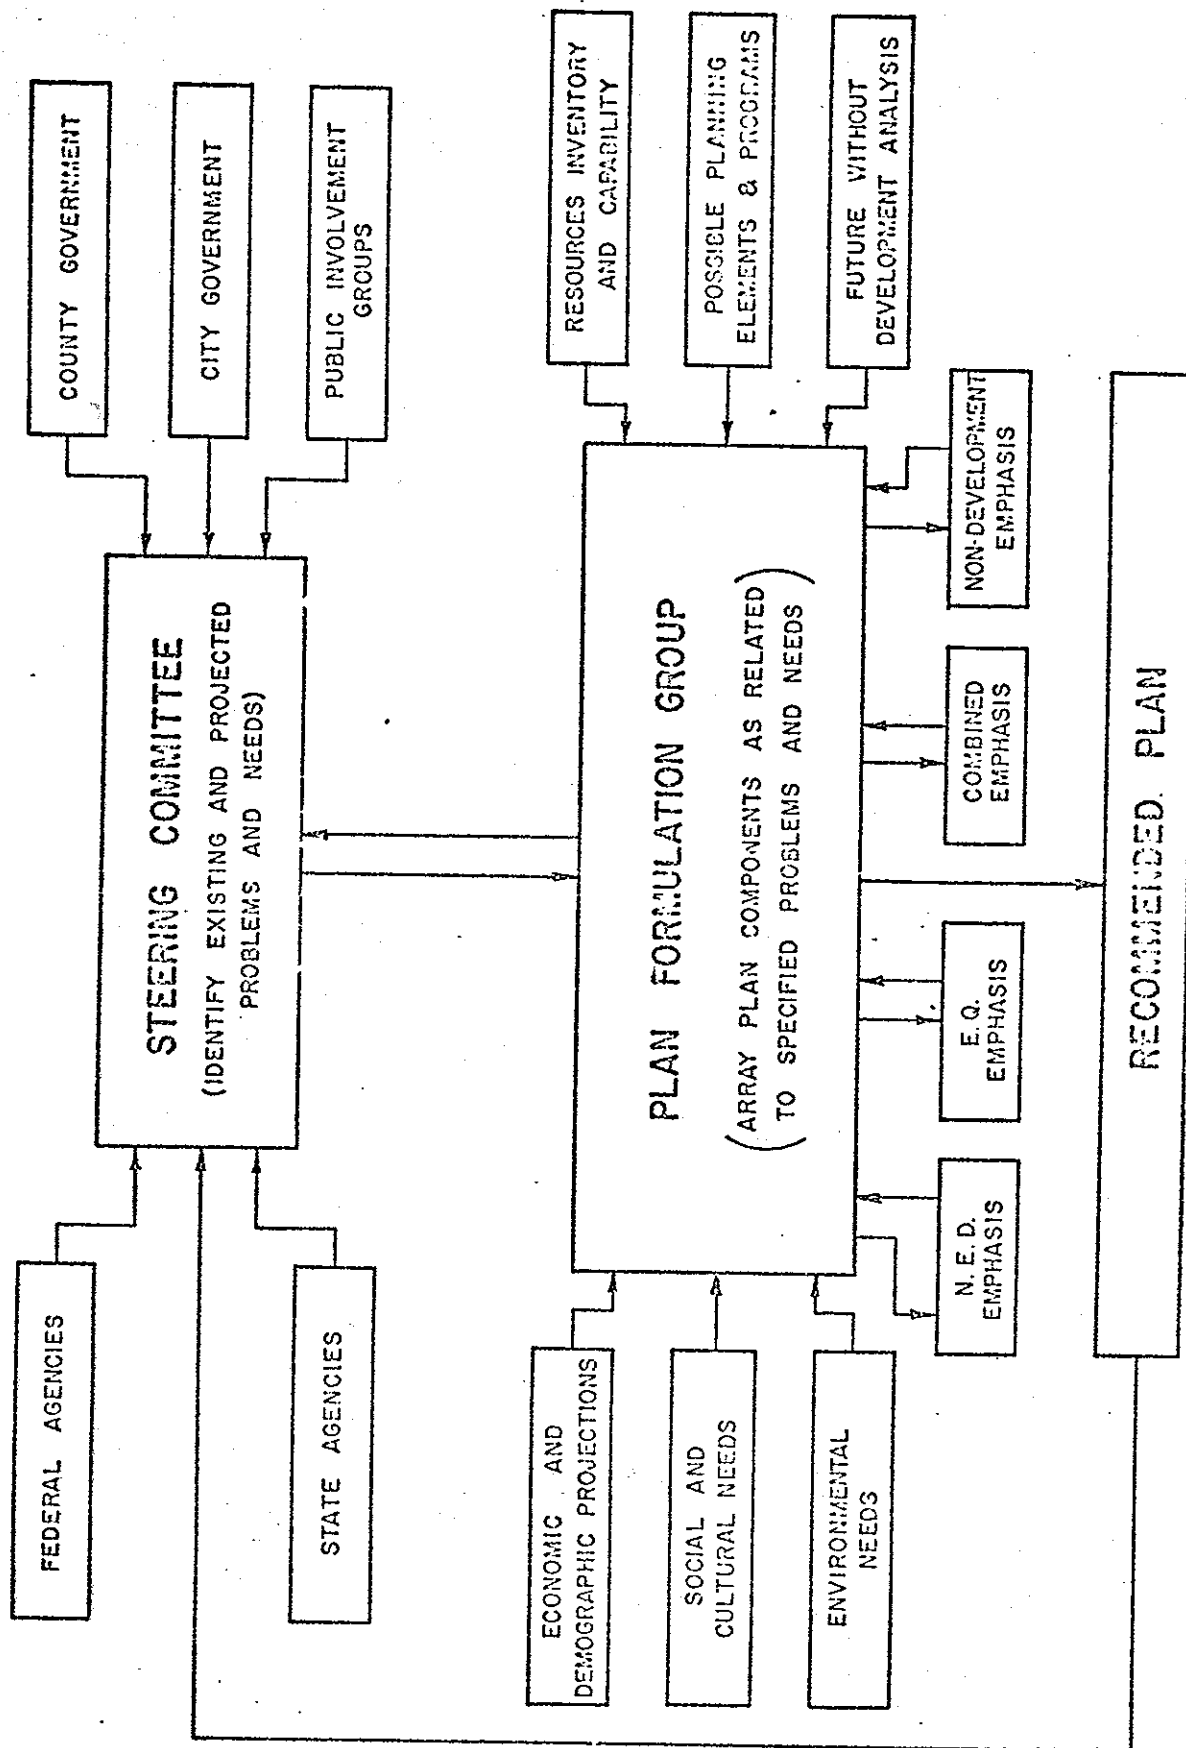 FEDERAL AGENCIES
STATE AGENCIES
STEERING COMMITTEE
(IDENTIFY EXISTING AND PROJECTED
PROBLEMS AND NEEDS)
COUNTY GOVERNMENT
CITY GOVERNMENT
PUBLIC INVOLVEMENT
GROUPS
ECONOMIC AND
DEMOGRAPHIC PROJECTIONS
SOCIAL AND
CULTURAL NEEDS
ENVIRONMENTAL
NEEDS
PLAN FORMULATION GROUP
(ARRAY PLAN COMPONENTS AS RELATED
TO SPECIFIED PROBLEMS AND NEEDS)
RESOURCES INVENTORY
AND CAPABILITY
POSSIBLE PLANNING
ELEMENTS & PROGRAMS
FUTURE WITHOUT
DEVELOPMENT ANALYSIS
N.E.D.
EMPHASIS
E.Q.
EMPHASIS
COMBINED
EMPHASIS
NON-DEVELOPMENT
EMPHASIS
RECOMMENDED. PLAN